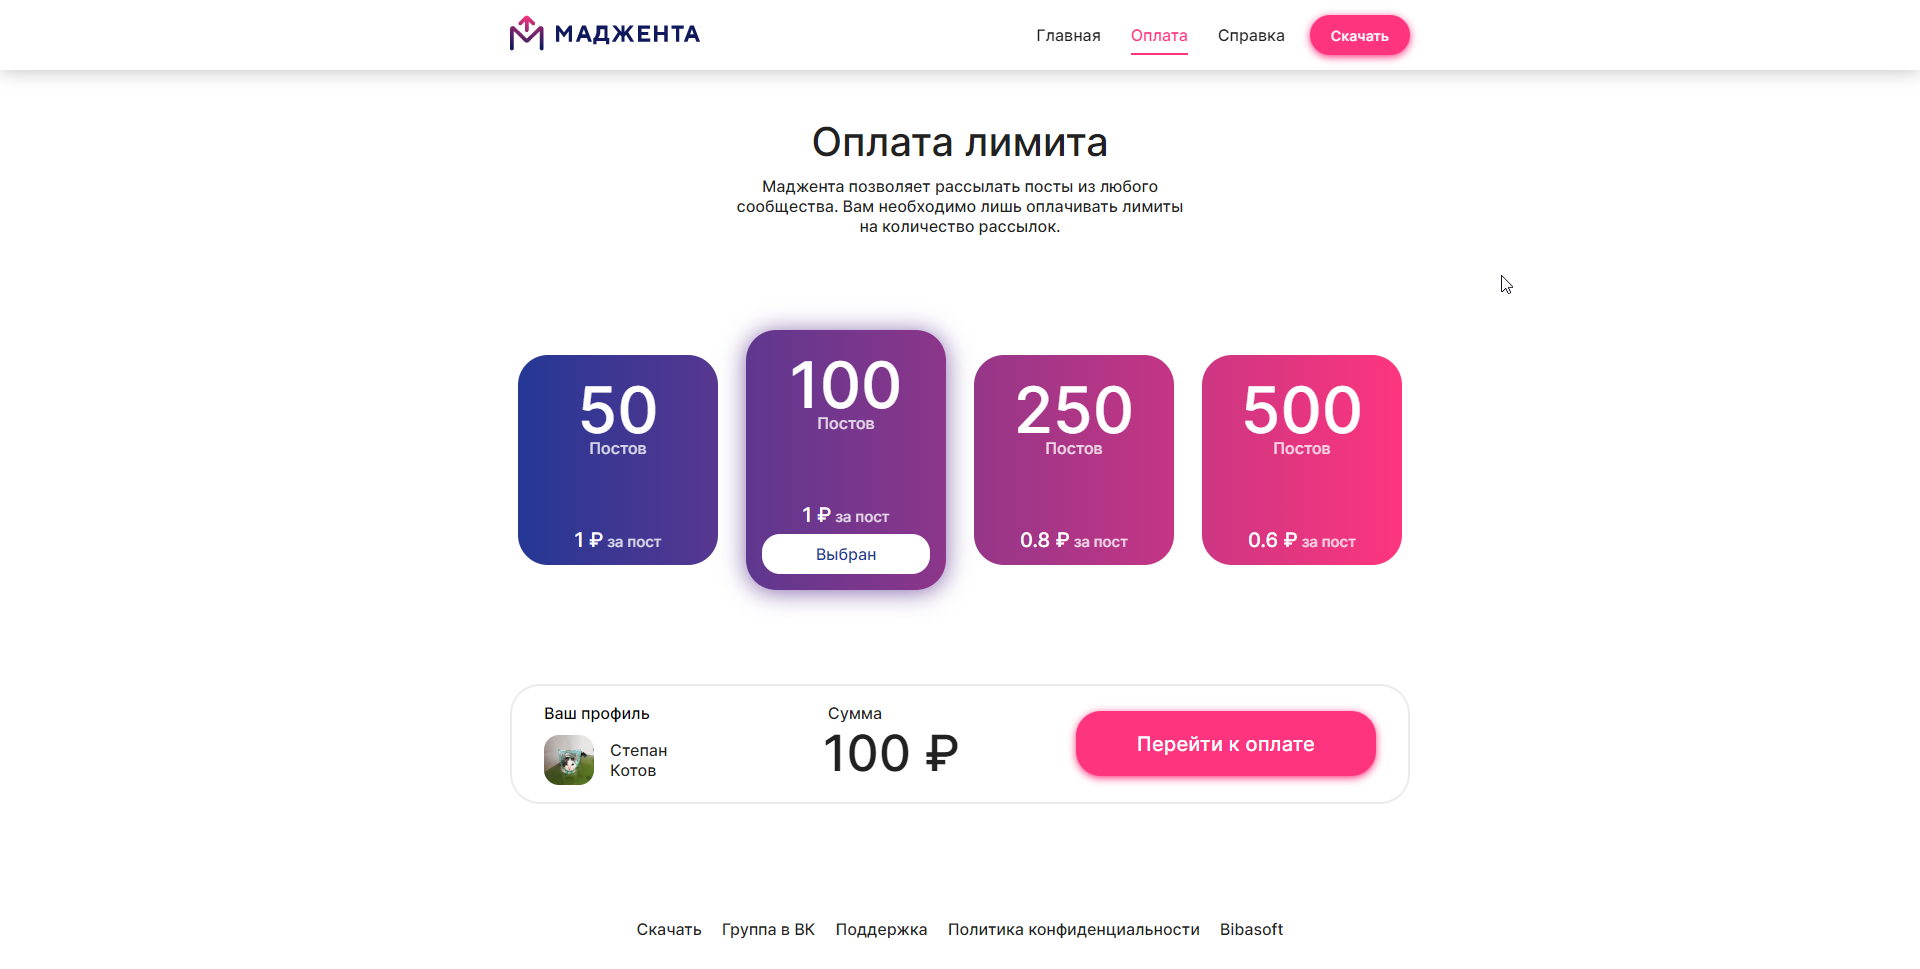 МАДЖЕНТА
Главная Оплата Справка Скачать
Оплата лимита
Маджента позволяет рассылать посты из любого
сообщества. Вам необходимо лишь оплачивать лимиты
на количество рассылок.
50
Постов
1 ₽ за пост
100
Постов
1 ₽ за пост
Выбран
250
Постов
0.8 ₽ за пост
500
Постов
0.6 ₽ за пост
Ваш профиль
Степан
Котов
Сумма
100 ₽
Перейти к оплате
Скачать Группа в ВК Поддержка Политика конфиденциальности Bibasoft